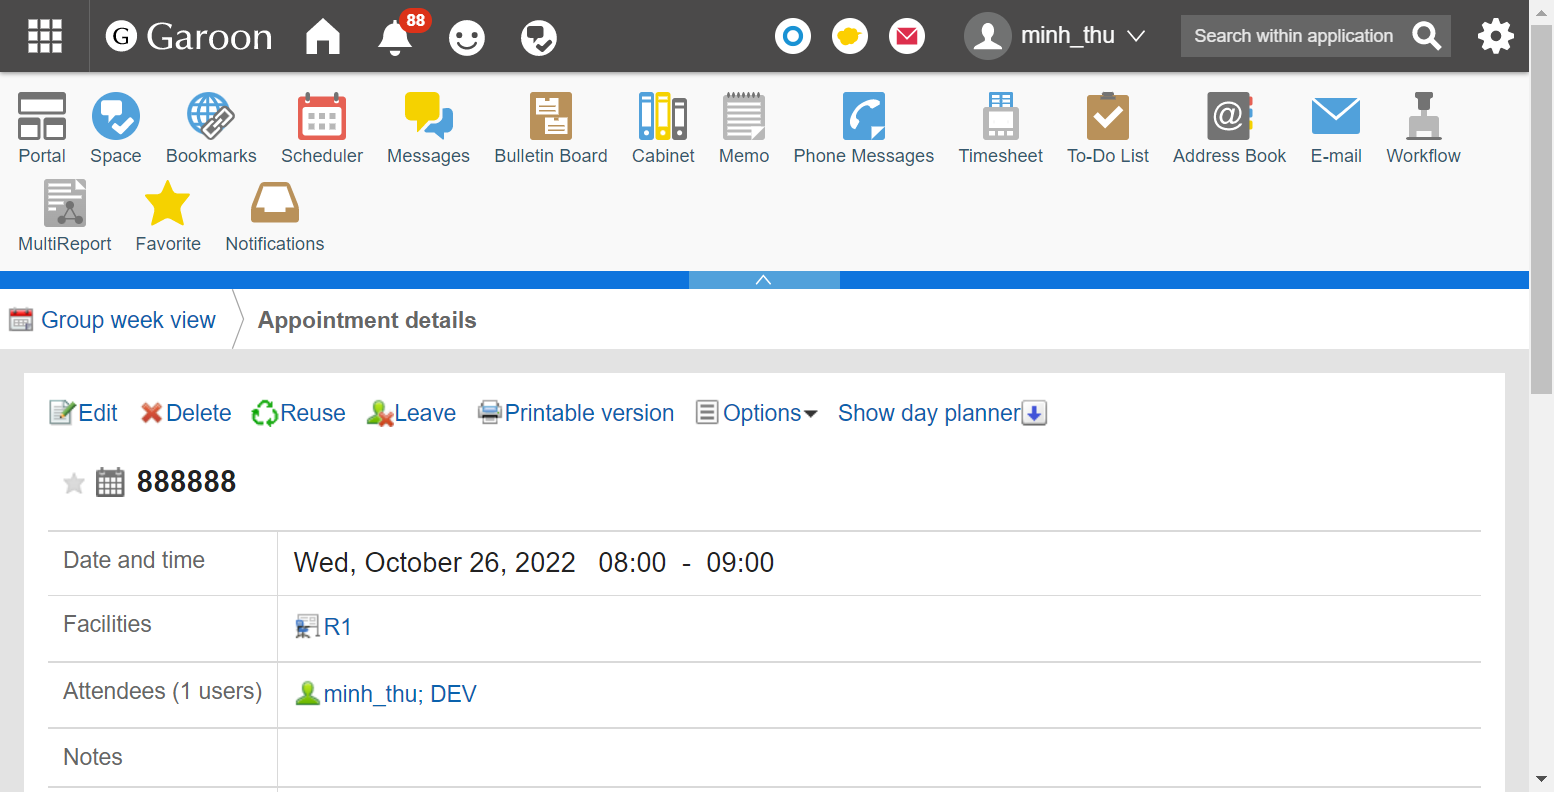 G Garoon 88 minh_thu Search within application
Portal Space Bookmarks Scheduler Messages Bulletin Board Cabinet Memo Phone Messages Timesheet To-Do List Address Book E-mail Workflow
MultiReport Favorite Notifications
Group week view Appointment details
Edit Delete Reuse Leave Printable version Options Show day planner
888888
Date and time Wed, October 26, 2022 08:00 - 09:00
Facilities R1
Attendees (1 users) minh_thu; DEV
Notes